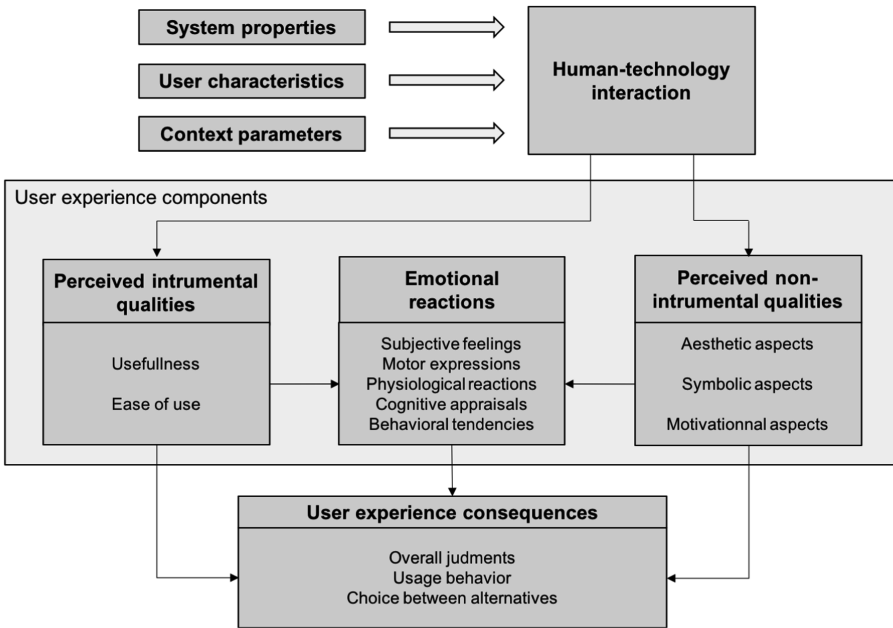 System properties
User characteristics
Context parameters
Human-technology
interaction
User experience components
Perceived intrumental
qualities
Usefullness
Ease of use
Emotional
reactions
Subjective feelings
Motor expressions
Physiological reactions
Cognitive appraisals
Behavioral tendencies
Perceived non-
intrumental qualities
Aesthetic aspects
Symbolic aspects
Motivationnal aspects
User experience consequences
Overall judments
Usage behavior
Choice between alternatives